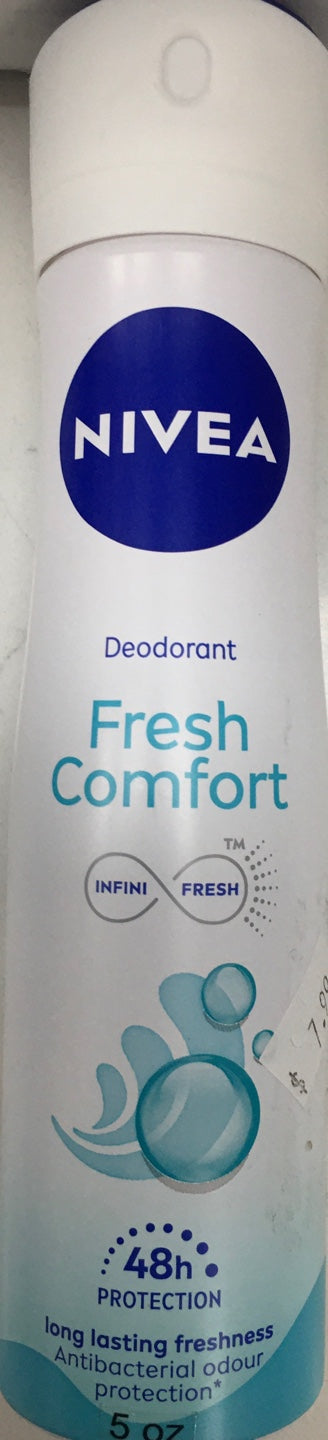 NIVEA
Deodorant
Fresh
Comfort
TM
INFINI FRESH
48h
PROTECTION
long lasting freshness
Antibacterial odour
protection*
5 oz